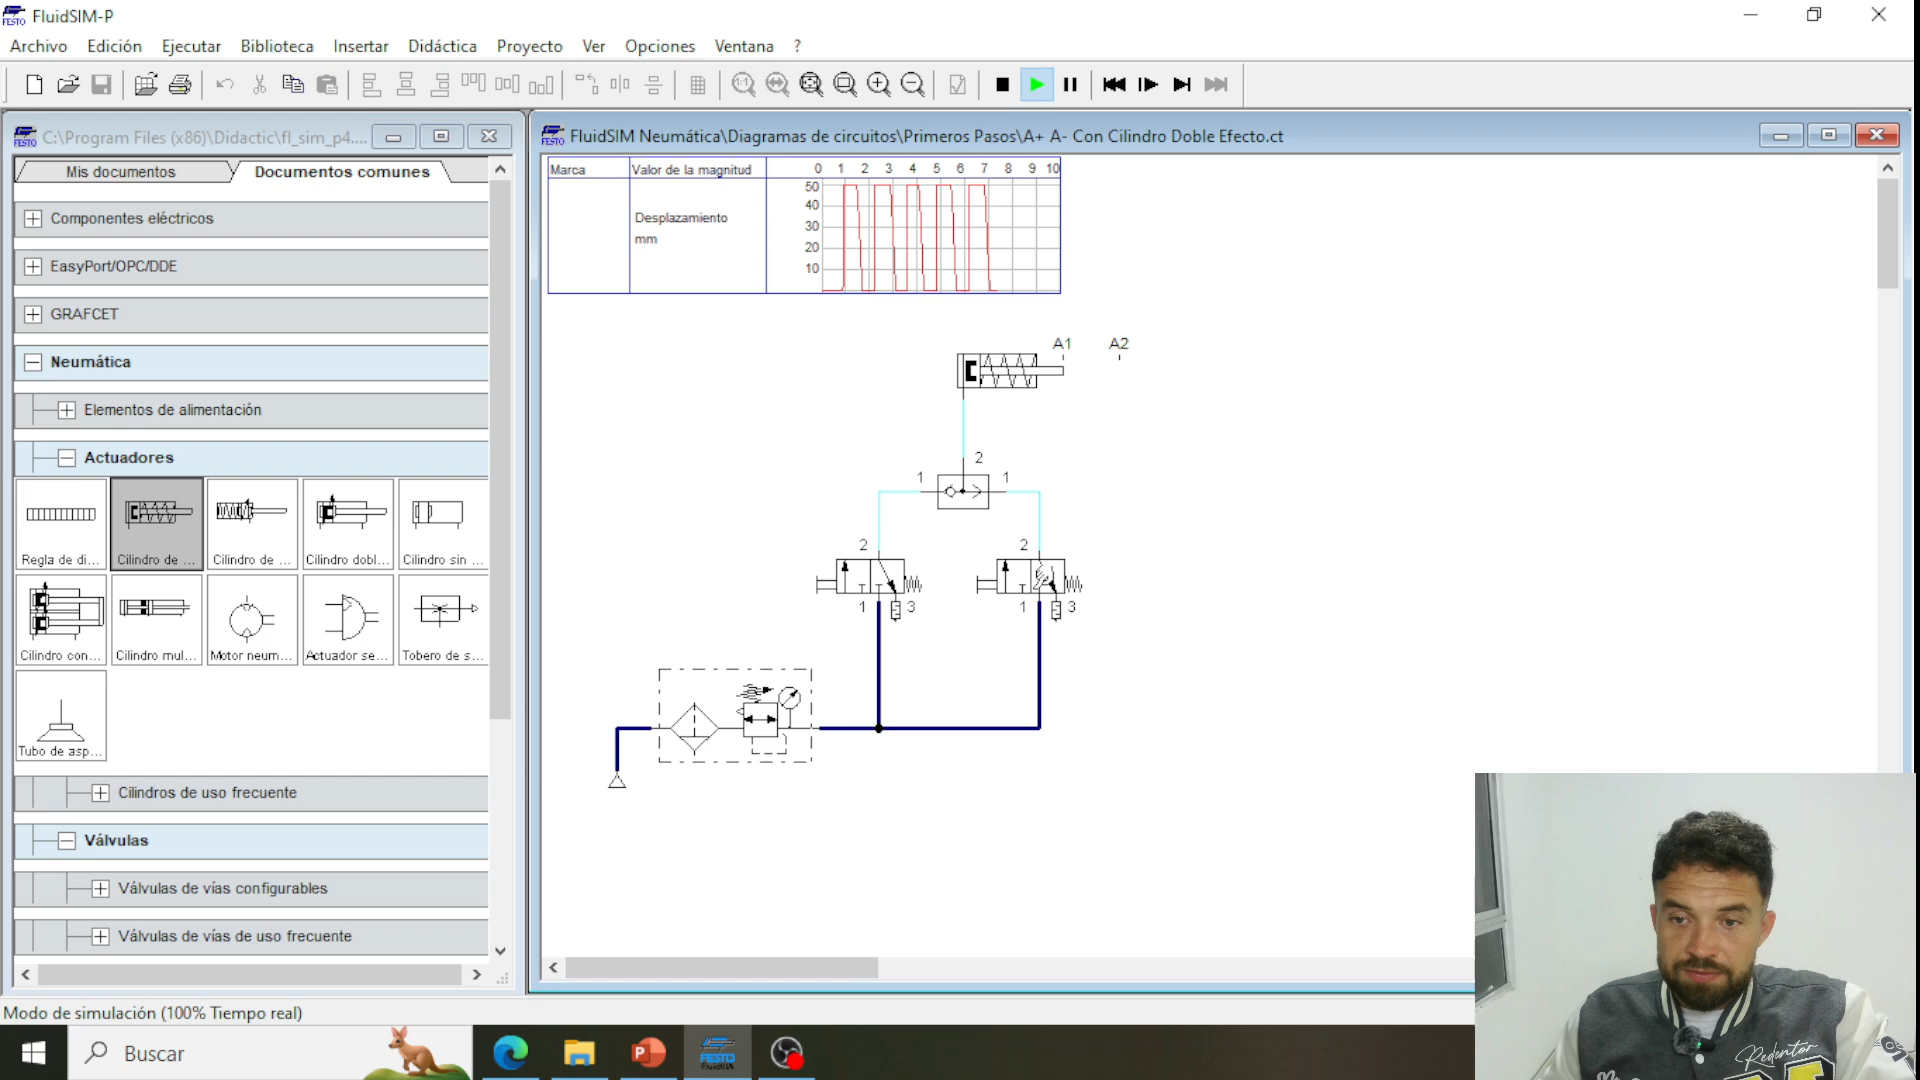 FluidSIM-P
Archivo Edición Ejecutar Biblioteca Insertar Didáctica Proyecto Ver Opciones Ventana ?
C:\Program Files (x86)\Didactic\fl_sim_p4....
Mis documentos Documentos comunes
Componentes eléctricos
EasyPort/OPC/DDE
GRAFCET
Neumática
Elementos de alimentación
Actuadores
Regla de di... Cilindro de ... Cilindro de ... Cilindro dobl... Cilindro sin ...
Cilindro con... Cilindro mul... Motor neum... Actuador se... Tobero de s...
Tubo de asp...
Cilindros de uso frecuente
Válvulas
Válvulas de vías configurables
Válvulas de vías de uso frecuente
FluidSIM Neumática\Diagramas de circuitos\Primeros Pasos\A+ A- Con Cilindro Doble Efecto.ct
Marca Valor de la magnitud 0 1 2 3 4 5 6 7 8 9 10
50
40
Desplazamiento
30
mm
20
10
A1 A2
2
1 1
2 2
1 3 1 3
Modo de simulación (100% Tiempo real)
Buscar
FESTO
Redentor